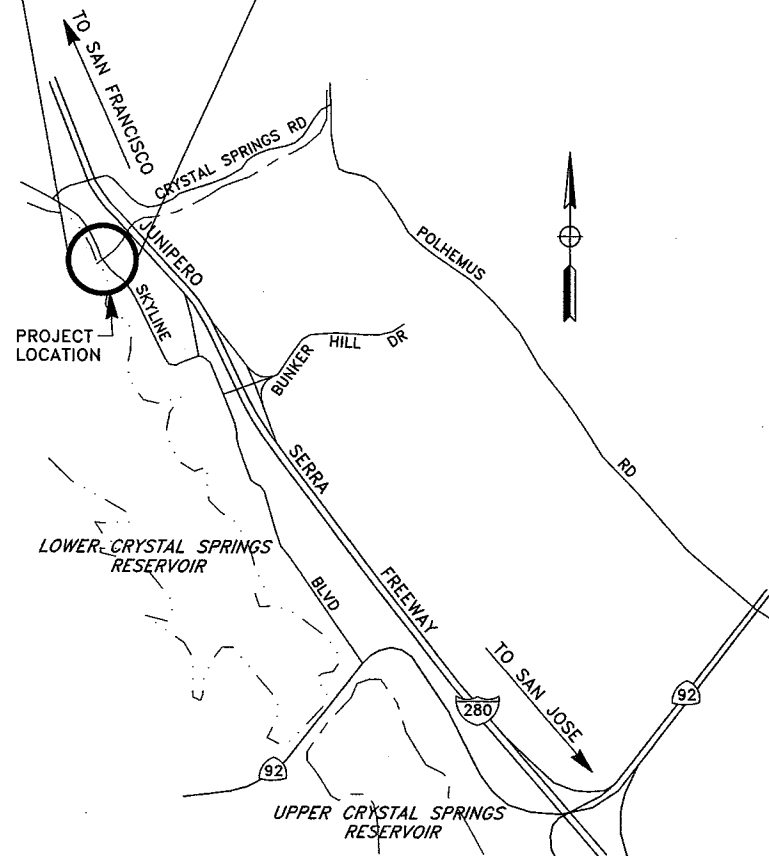 TO SAN FRANCISCO
CRYSTAL SPRINGS RD
JUNIPERO
POLHEMUS
SKYLINE
PROJECT
LOCATION
BUNKER HILL DR
SERRA
RD
LOWER CRYSTAL SPRINGS
RESERVOIR
BLVD
FREEWAY
TO SAN JOSE
280
92
92
UPPER CRYSTAL SPRINGS
RESERVOIR